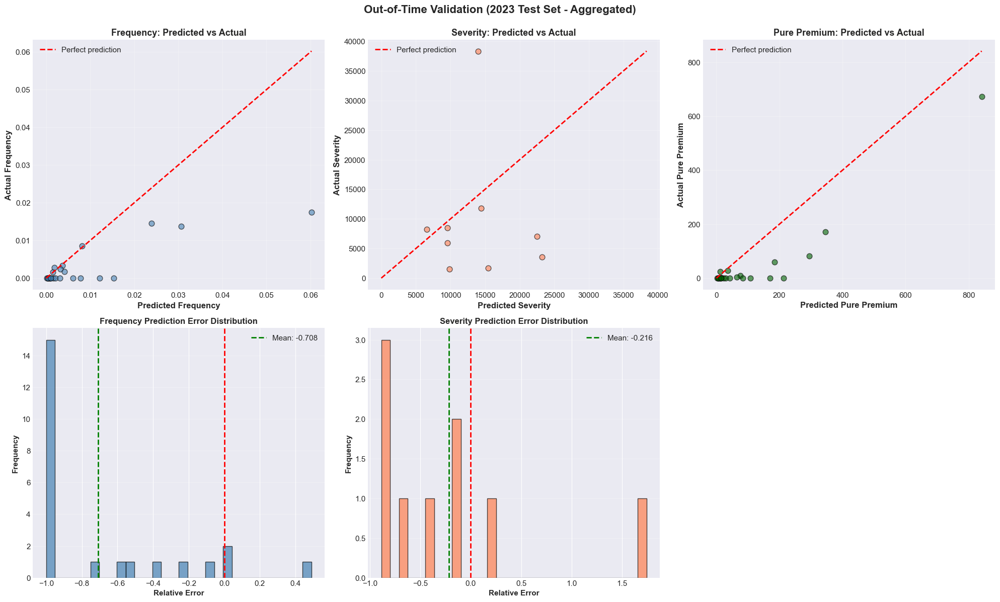 Out-of-Time Validation (2023 Test Set - Aggregated)
Frequency: Predicted vs Actual
Perfect prediction
0.06
0.05
0.04
0.03
0.02
0.01
0.00
Actual Frequency
0.00 0.01 0.02 0.03 0.04 0.05 0.06
Predicted Frequency
Severity: Predicted vs Actual
Perfect prediction
40000
35000
30000
25000
20000
15000
10000
5000
0
Actual Severity
0 5000 10000 15000 20000 25000 30000 35000 40000
Predicted Severity
Pure Premium: Predicted vs Actual
Perfect prediction
800
600
400
200
0
Actual Pure Premium
0 200 400 600 800
Predicted Pure Premium
Frequency Prediction Error Distribution
Mean: -0.708
14
12
10
8
6
4
2
0
Frequency
−1.0 −0.8 −0.6 −0.4 −0.2 0.0 0.2 0.4
Relative Error
Severity Prediction Error Distribution
Mean: -0.216
3.0
2.5
2.0
1.5
1.0
0.5
0.0
Frequency
−1.0 −0.5 0.0 0.5 1.0 1.5
Relative Error